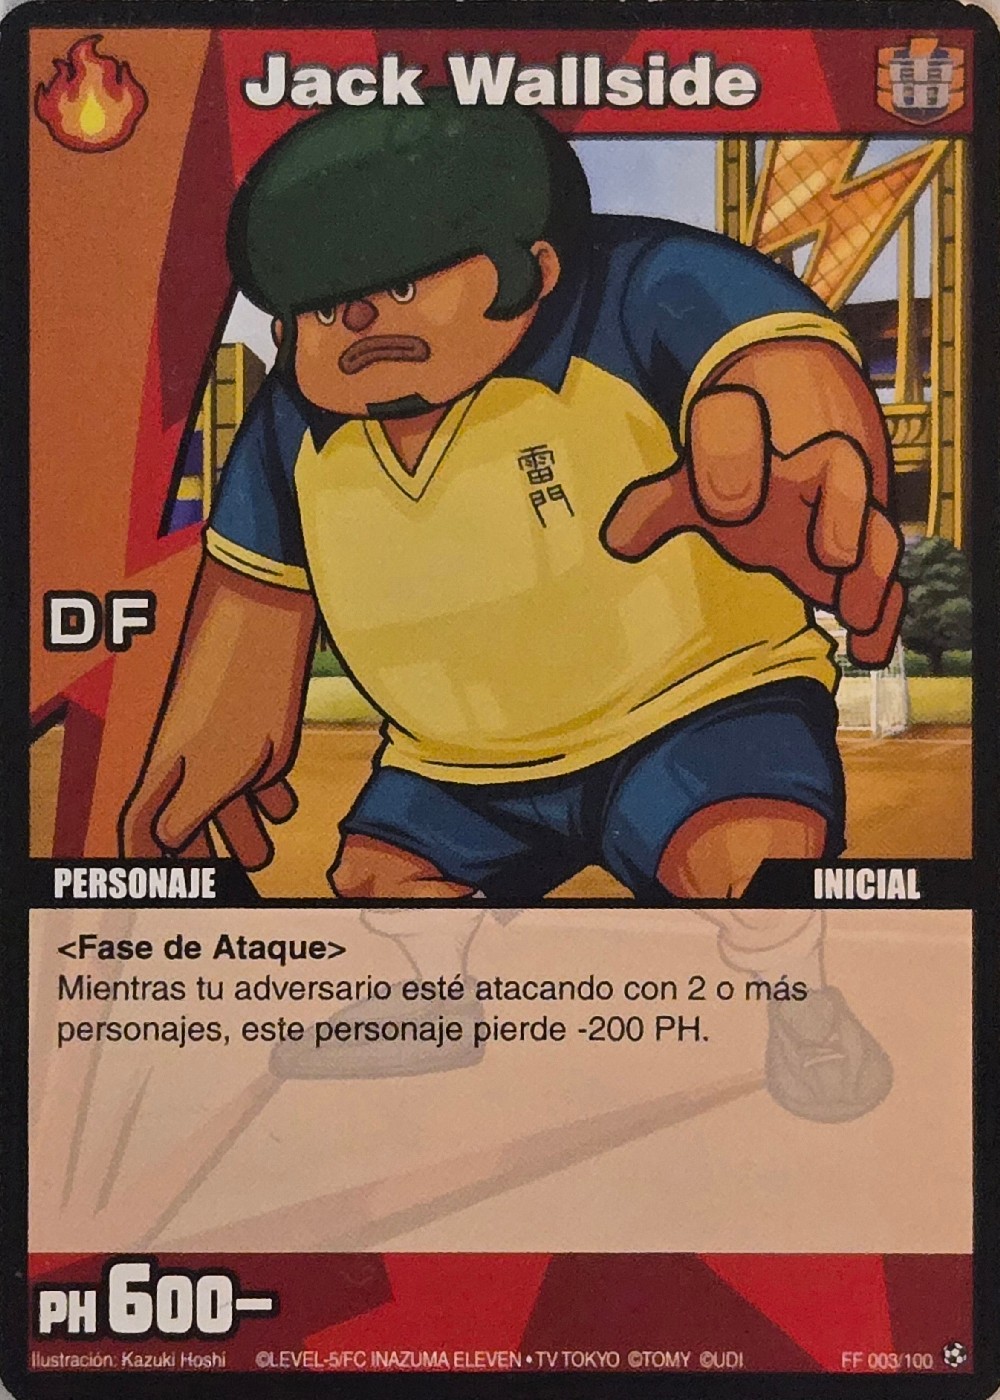 Jack Wallside
雷門
DF
PERSONAJE
INICIAL
<Fase de Ataque>
Mientras tu adversario esté atacando con 2 o más
personajes, este personaje pierde -200 PH.
PH 600-
Ilustración: Kazuki Hoshi ©LEVEL-5/FC INAZUMA ELEVEN • TV TOKYO ©TOMY ©UDI
FF 003/100